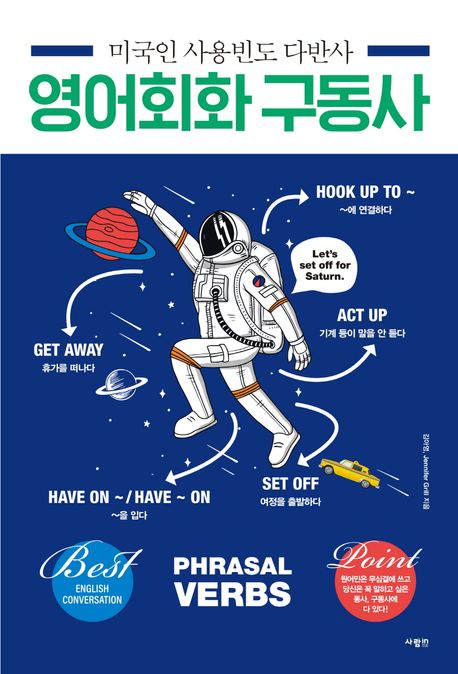 미국인 사용빈도 다반사
영어회화 구동사
HOOK UP TO ~
~에 연결하다
Let's
set off for
Saturn.
ACT UP
기계 등이 말을 안 듣다
GET AWAY
휴가를 떠나다
SET OFF
여정을 출발하다
HAVE ON ~ / HAVE ~ ON
~을 입다
김아영, Jennifer Grill 지음
Best
ENGLISH
CONVERSATION
PHRASAL
VERBS
Point
원어민은 무심결에 쓰고
당신은 꼭 말하고 싶은
동사, 구동사에
다 있다!
사람in